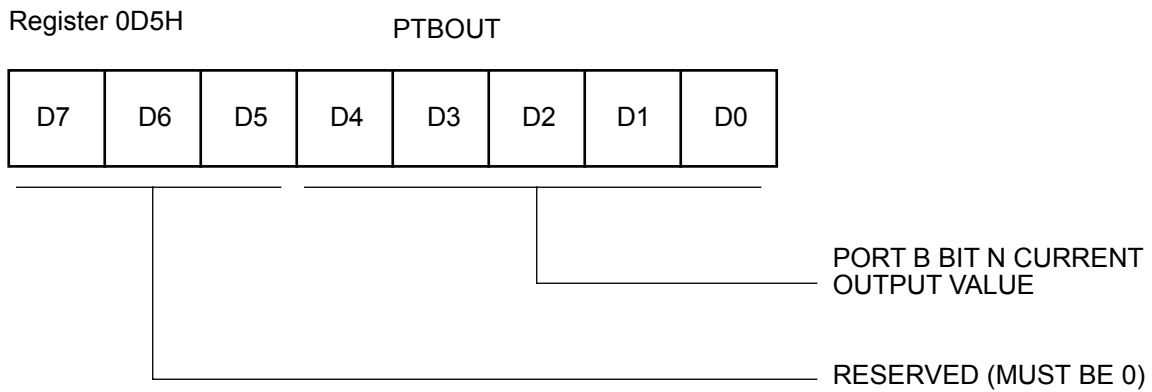 Register 0D5H
PTBOUT
D7 D6 D5 D4 D3 D2 D1 D0
PORT B BIT N CURRENT
OUTPUT VALUE
RESERVED (MUST BE 0)